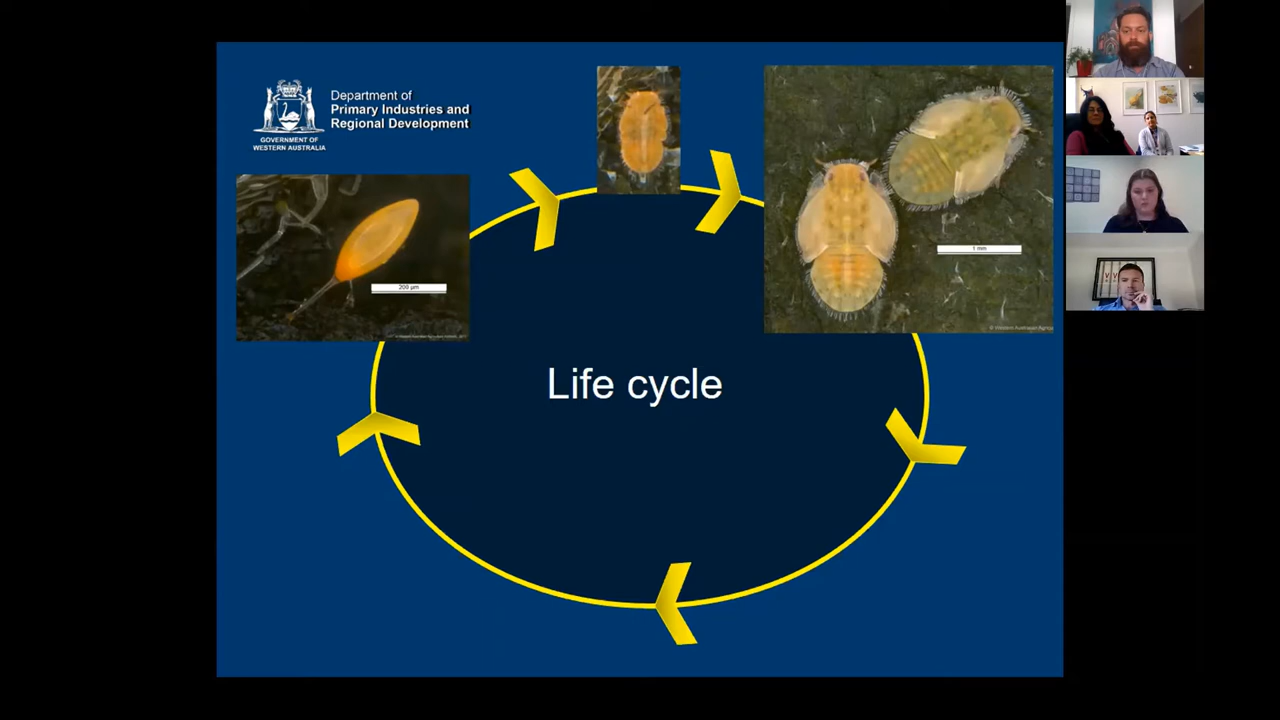 Department of
Primary Industries and
Regional Development
GOVERNMENT OF
WESTERN AUSTRALIA
200 µm
1 mm
Life cycle